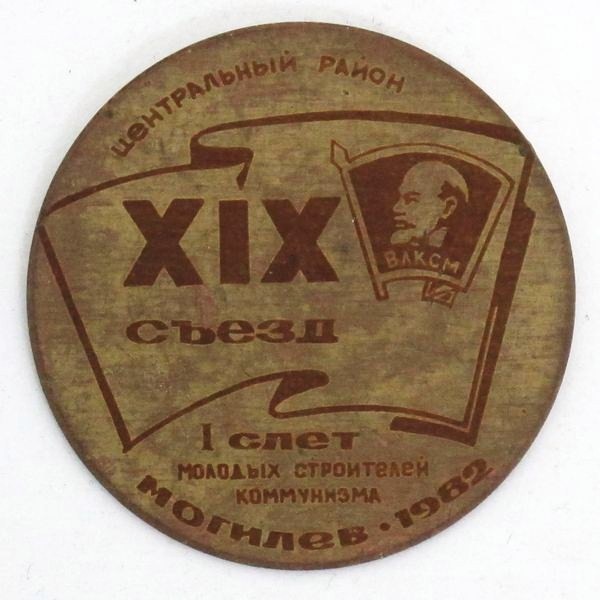 ЦЕНТРАЛЬНЫЙ РАЙОН
XIX
ВЛКСМ
съезд
I слет
МОЛОДЫХ СТРОИТЕЛЕЙ
КОММУНИЗМА
МОГИЛЕВ · 1982